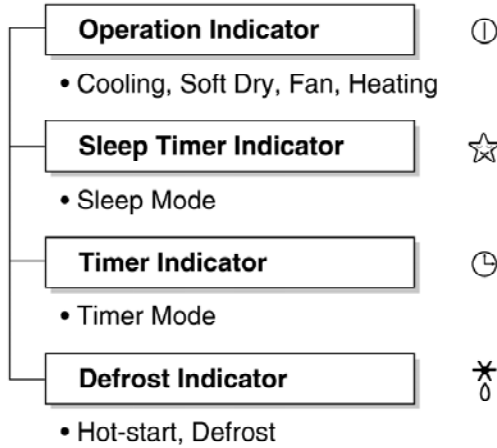 Operation Indicator
• Cooling, Soft Dry, Fan, Heating
Sleep Timer Indicator
• Sleep Mode
Timer Indicator
• Timer Mode
Defrost Indicator
• Hot-start, Defrost